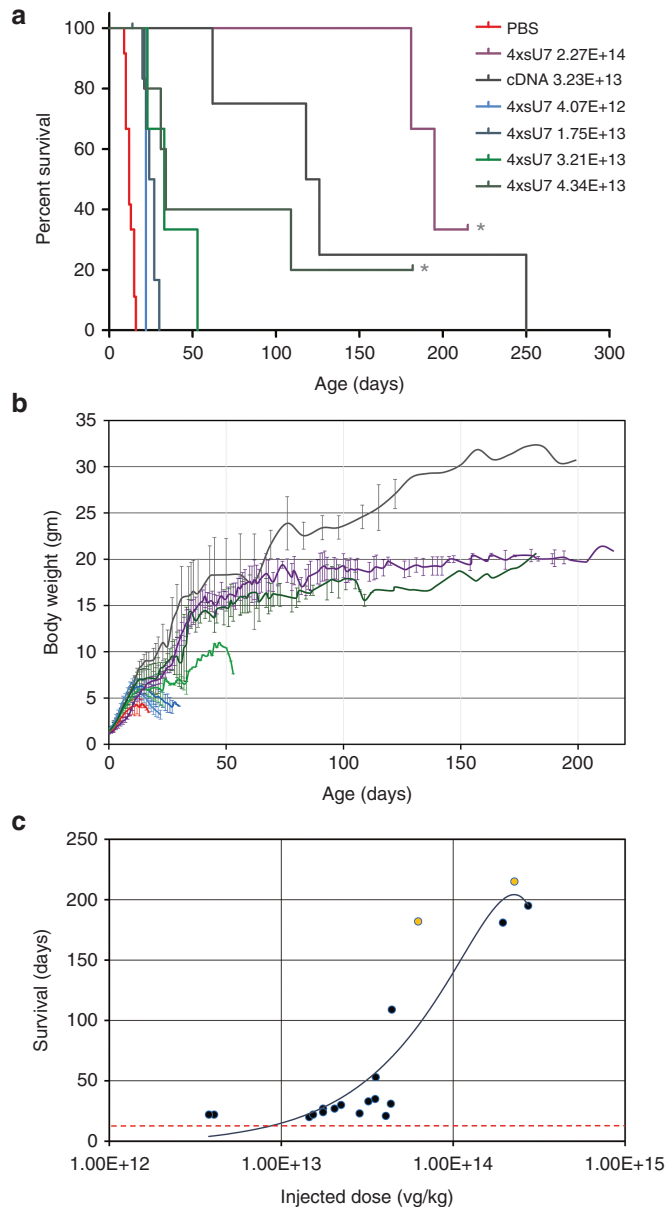 a
100
80
60
40
20
0
Percent survival
0 50 100 150 200 250 300
Age (days)
PBS
4xsU7 2.27E+14
cDNA 3.23E+13
4xsU7 4.07E+12
4xsU7 1.75E+13
4xsU7 3.21E+13
4xsU7 4.34E+13
*
*
b
35
30
25
20
15
10
5
0
Body weight (gm)
0 50 100 150 200
Age (days)
c
250
200
150
100
50
0
Survival (days)
1.00E+12 1.00E+13 1.00E+14 1.00E+15
Injected dose (vg/kg)